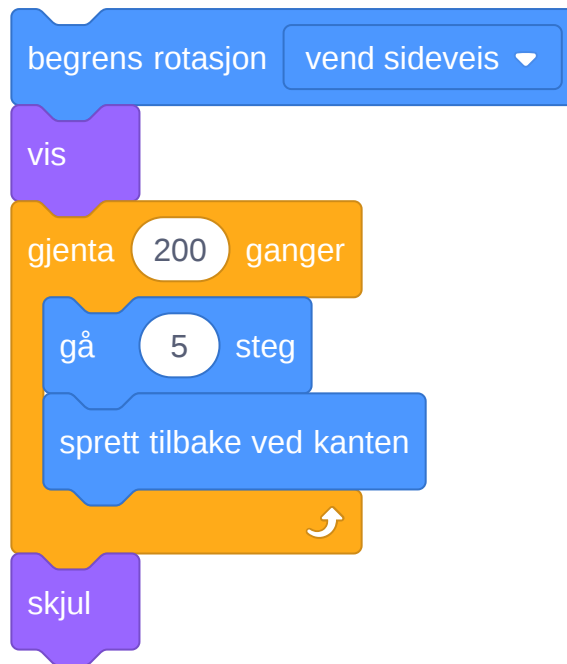 begrens rotasjon vend sideveis
vis
gjenta 200 ganger
gå 5 steg
sprett tilbake ved kanten
skjul